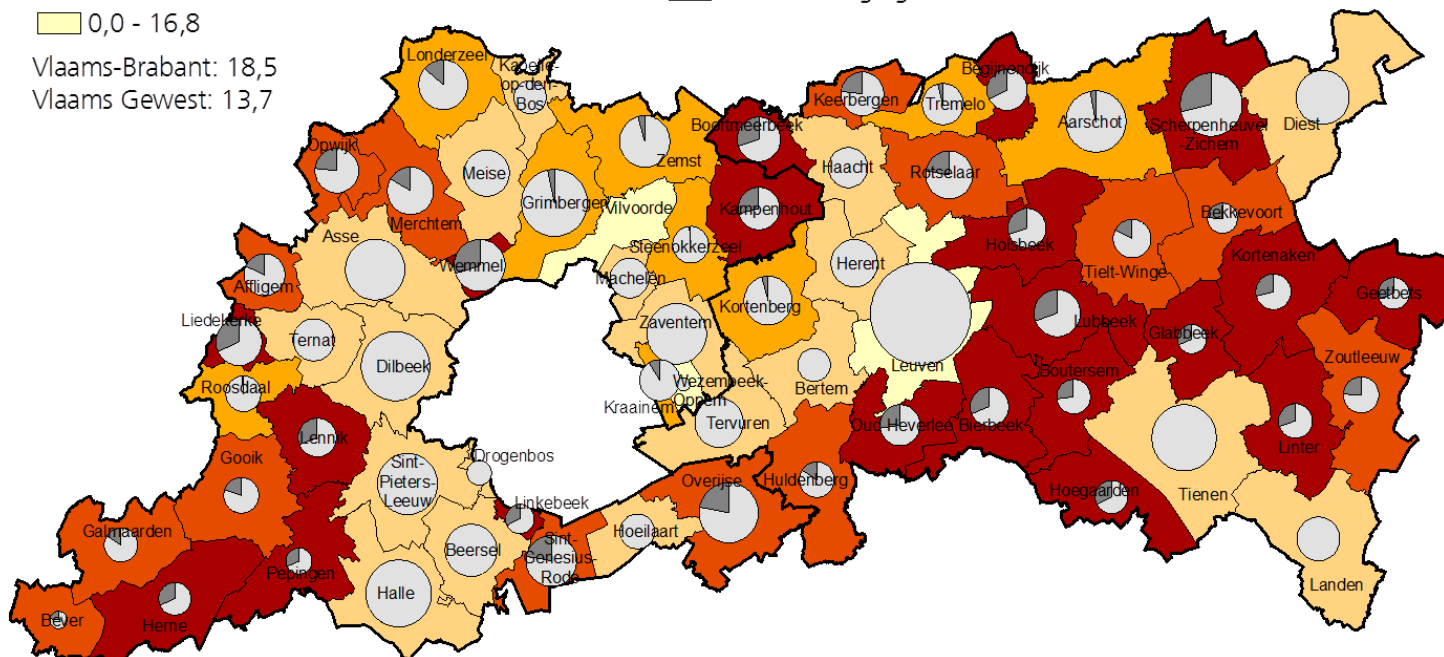 0,0 - 16,8
Vlaams-Brabant: 18,5
Vlaams Gewest: 13,7
Londerzeel
Kapelle-
op-den-
Bos
Opwijk
Meise
Merchtem
Zemst
Grimbergen
Vilvoorde
Steenokkerzeel
Asse
Wemmel
Machelen
Affligem
Liedekerke
Ternat
Dilbeek
Zaventem
Roosdaal
Kraainem
Wezembeek-
Oppem
Lennik
Gooik
Sint-
Pieters-
Leeuw
Drogenbos
Linkebeek
Galmaarden
Pepingen
Beersel
Sint-
Genesius-
Rode
Halle
Bever
Herne
Hoeilaart
Overijse
Huldenberg
Tervuren
Bertem
Kortenberg
Herent
Leuven
Boortmeerbeek
Kampenhout
Haacht
Keerbergen
Tremelo
Begijnendijk
Rotselaar
Aarschot
Scherpenheuvel
-Zichem
Diest
Bekkevoort
Tielt-Winge
Holsbeek
Kortenaken
Geetbets
Lubbeek
Glabbeek
Zoutleeuw
Boutersem
Oud-Heverlee
Bierbeek
Linter
Hoegaarden
Tienen
Landen